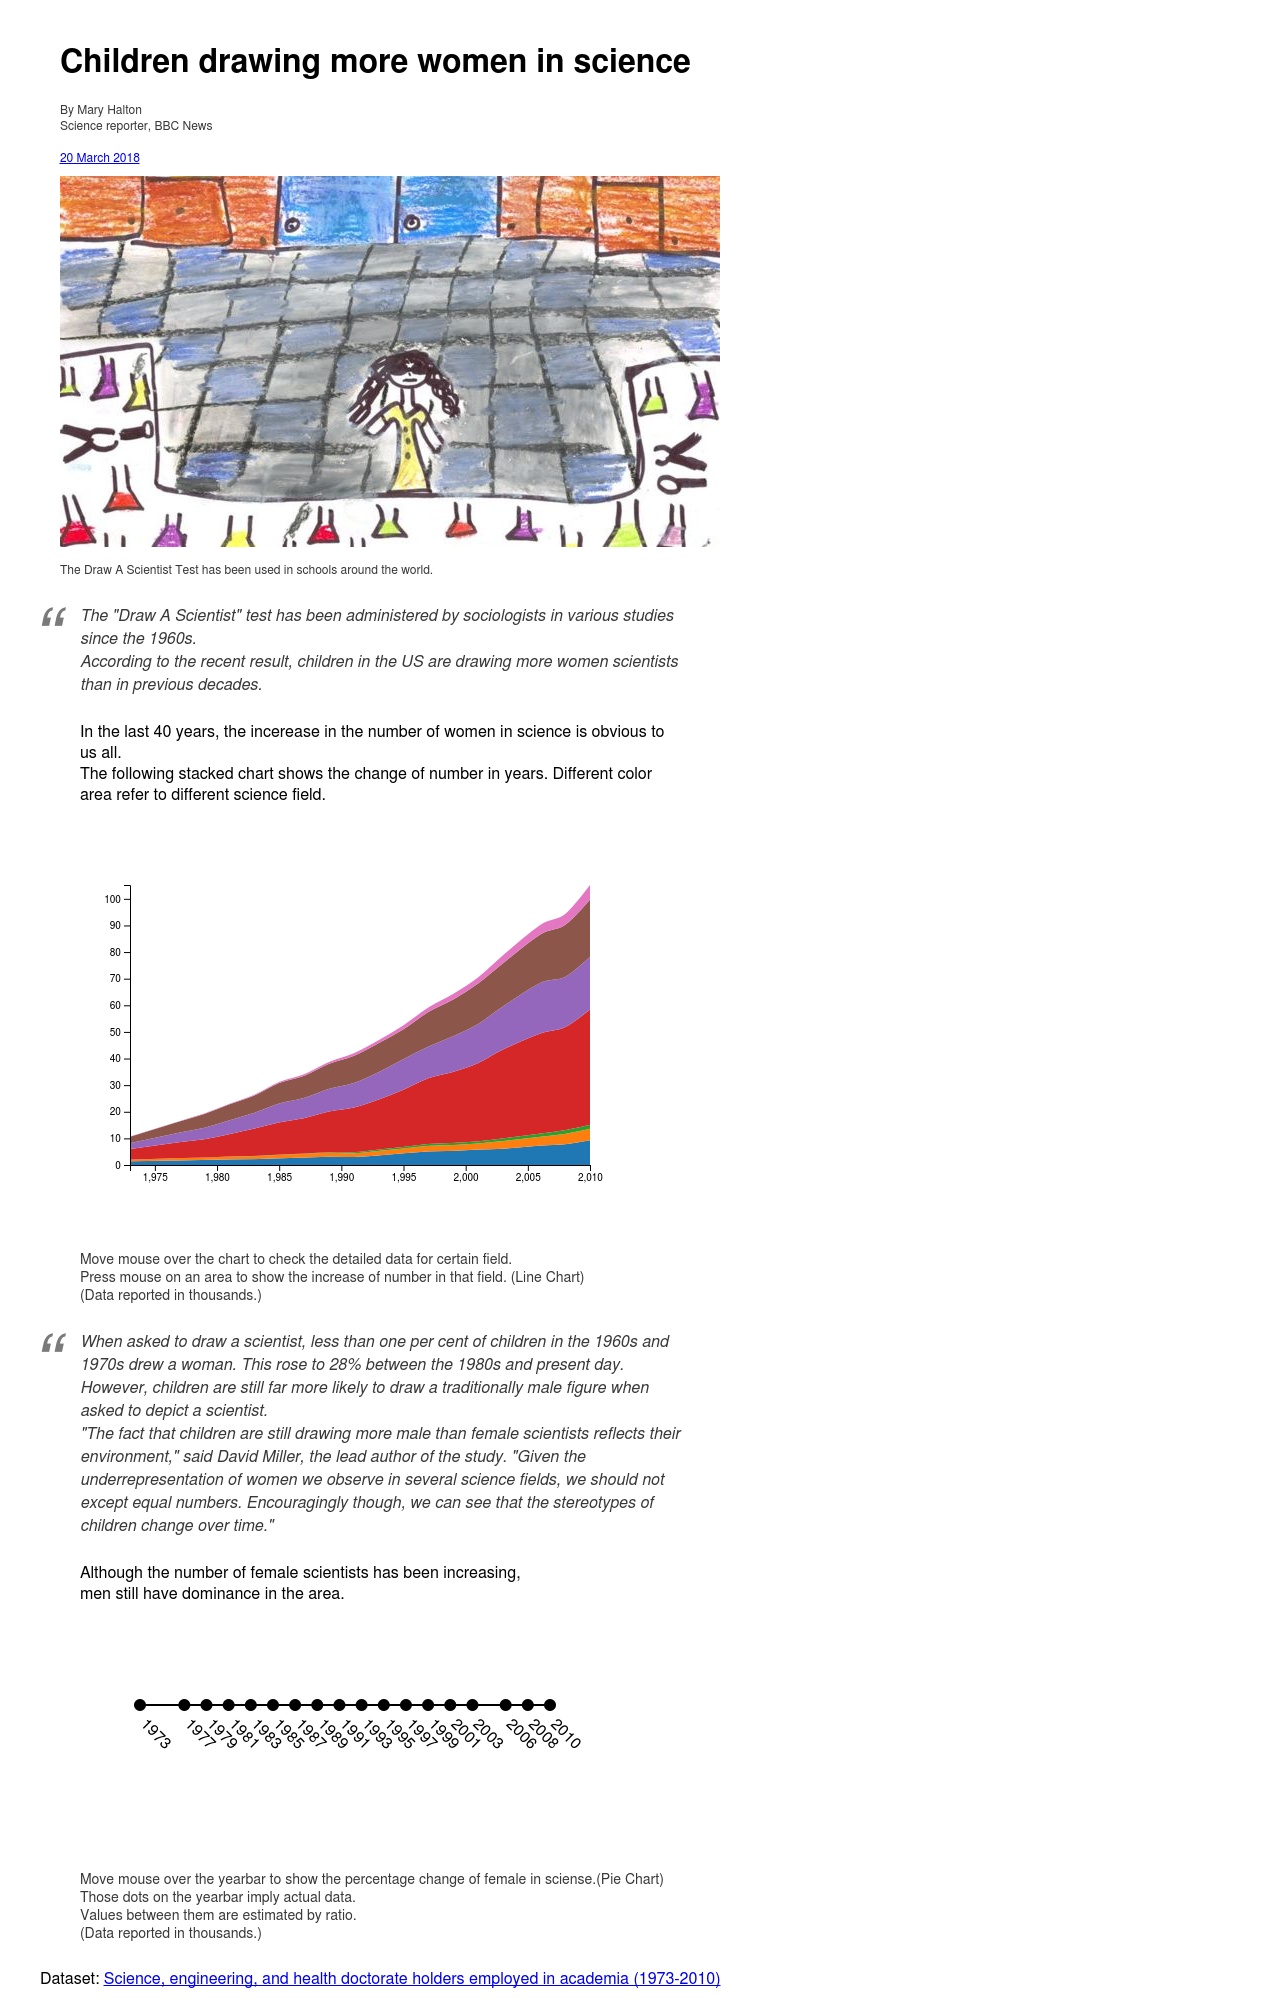 Children drawing more women in science
By Mary Halton
Science reporter, BBC News
20 March 2018
The Draw A Scientist Test has been used in schools around the world.
“
The "Draw A Scientist" test has been administered by sociologists in various studies
since the 1960s.
According to the recent result, children in the US are drawing more women scientists
than in previous decades.
In the last 40 years, the incerease in the number of women in science is obvious to
us all.
The following stacked chart shows the change of number in years. Different color
area refer to different science field.
100
90
80
70
60
50
40
30
20
10
0
1,975 1,980 1,985 1,990 1,995 2,000 2,005 2,010
Move mouse over the chart to check the detailed data for certain field.
Press mouse on an area to show the increase of number in that field. (Line Chart)
(Data reported in thousands.)
“
When asked to draw a scientist, less than one per cent of children in the 1960s and
1970s drew a woman. This rose to 28% between the 1980s and present day.
However, children are still far more likely to draw a traditionally male figure when
asked to depict a scientist.
"The fact that children are still drawing more male than female scientists reflects their
environment," said David Miller, the lead author of the study. "Given the
underrepresentation of women we observe in several science fields, we should not
except equal numbers. Encouragingly though, we can see that the stereotypes of
children change over time."
Although the number of female scientists has been increasing,
men still have dominance in the area.
1973 1977 1979 1981 1983 1985 1987 1989 1991 1993 1995 1997 1999 2001 2003 2006 2008 2010
Move mouse over the yearbar to show the percentage change of female in sciense.(Pie Chart)
Those dots on the yearbar imply actual data.
Values between them are estimated by ratio.
(Data reported in thousands.)
Dataset: Science, engineering, and health doctorate holders employed in academia (1973-2010)